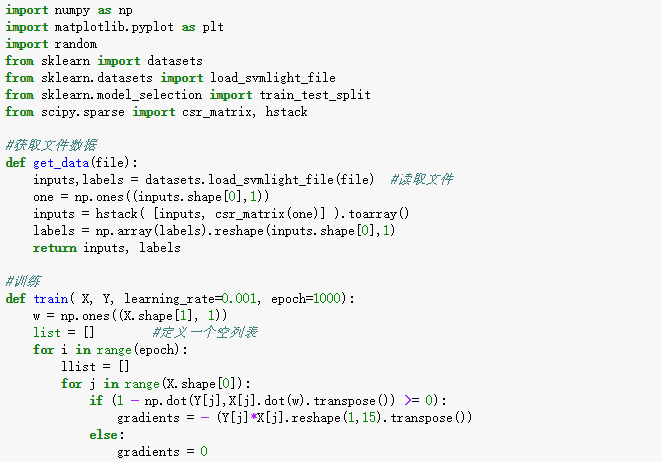 import numpy as np
import matplotlib.pyplot as plt
import random
from sklearn import datasets
from sklearn.datasets import load_svmlight_file
from sklearn.model_selection import train_test_split
from scipy.sparse import csr_matrix, hstack

#获取文件数据
def get_data(file):
    inputs,labels = datasets.load_svmlight_file(file)  #读取文件
    one = np.ones((inputs.shape[0],1))
    inputs = hstack( [inputs, csr_matrix(one)] ).toarray()
    labels = np.array(labels).reshape(inputs.shape[0],1)
    return inputs, labels

#训练
def train( X, Y, learning_rate=0.001, epoch=1000):
    w = np.ones((X.shape[1], 1))
    list = []        #定义一个空列表
    for i in range(epoch):
        llist = []
        for j in range(X.shape[0]):
            if (1 - np.dot(Y[j],X[j].dot(w).transpose()) >= 0):
                gradients = - (Y[j]*X[j].reshape(1,15).transpose())
            else:
                gradients = 0